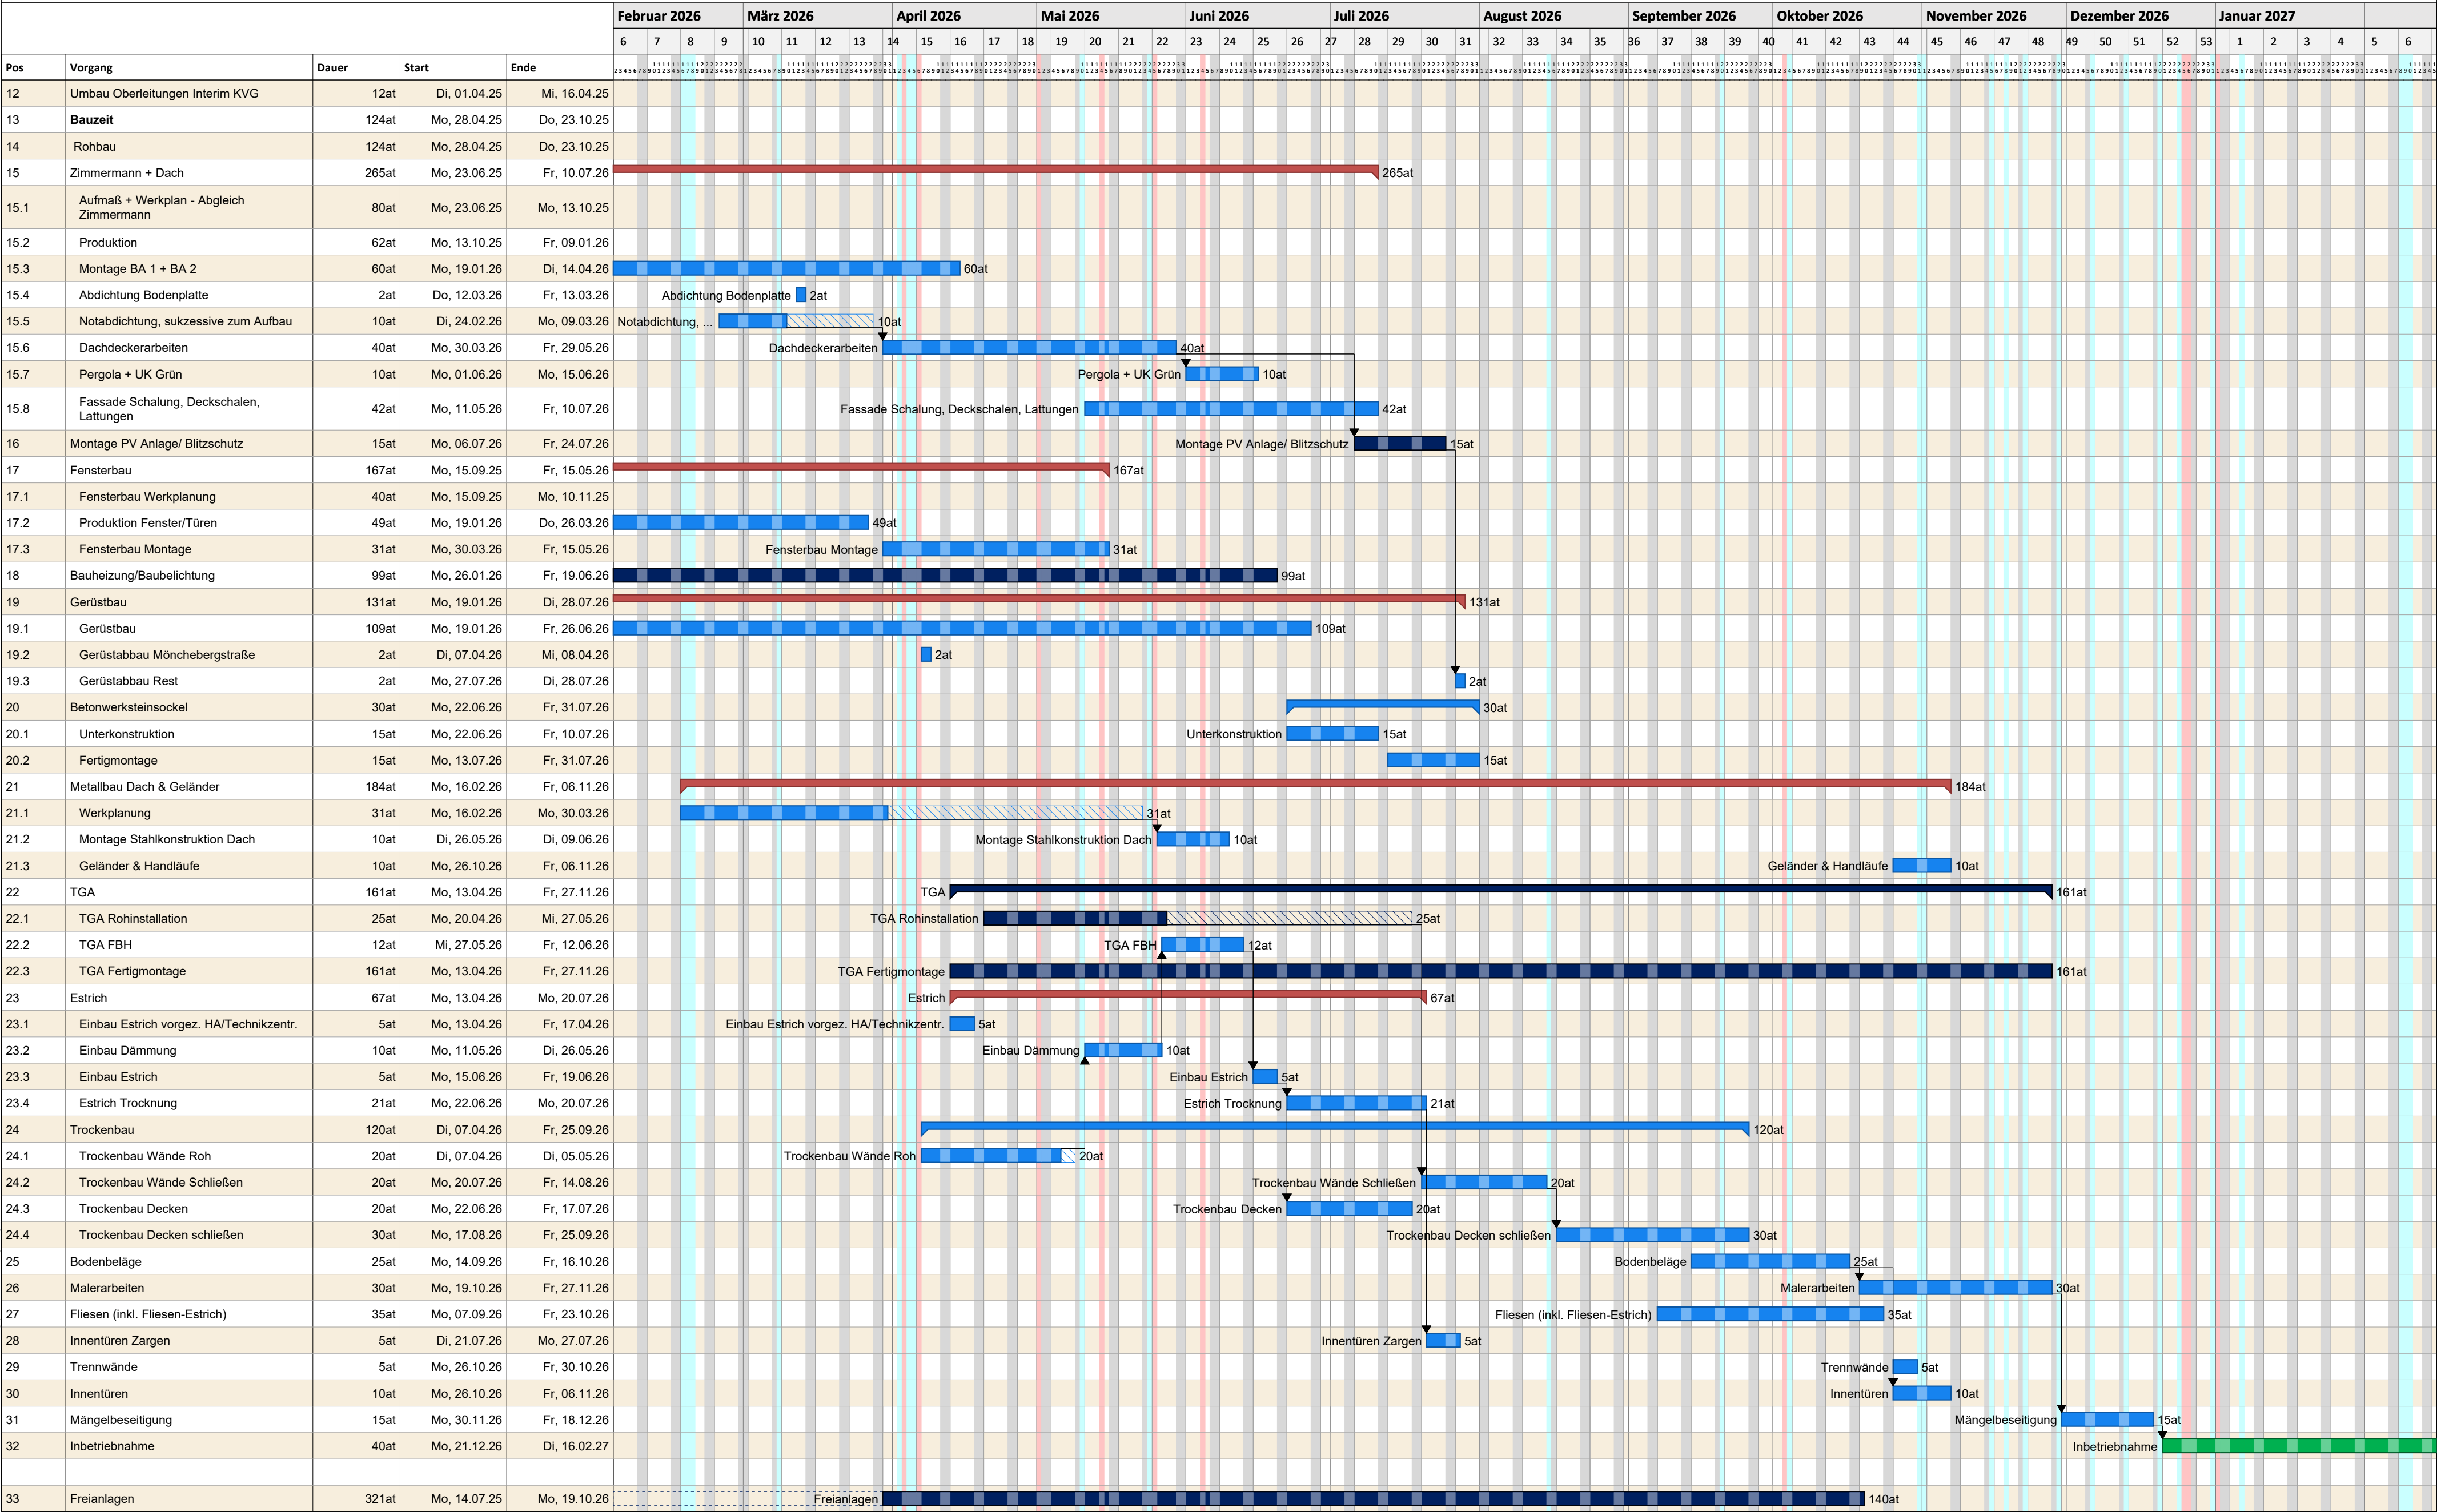 Februar 2026 März 2026 April 2026 Mai 2026 Juni 2026 Juli 2026 August 2026 September 2026 Oktober 2026 November 2026 Dezember 2026 Januar 2027
6 7 8 9 10 11 12 13 14 15 16 17 18 19 20 21 22 23 24 25 26 27 28 29 30 31 32 33 34 35 36 37 38 39 40 41 42 43 44 45 46 47 48 49 50 51 52 53 1 2 3 4 5 6
Pos Vorgang Dauer Start Ende
12 Umbau Oberleitungen Interim KVG 12at Di, 01.04.25 Mi, 16.04.25
13 Bauzeit 124at Mo, 28.04.25 Do, 23.10.25
14 Rohbau 124at Mo, 28.04.25 Do, 23.10.25
15 Zimmermann + Dach 265at Mo, 23.06.25 Fr, 10.07.26 265at
15.1 Aufmaß + Werkplan - Abgleich
Zimmermann 80at Mo, 23.06.25 Mo, 13.10.25
15.2 Produktion 62at Mo, 13.10.25 Fr, 09.01.26
15.3 Montage BA 1 + BA 2 60at Mo, 19.01.26 Di, 14.04.26 60at
15.4 Abdichtung Bodenplatte 2at Do, 12.03.26 Fr, 13.03.26 Abdichtung Bodenplatte 2at
15.5 Notabdichtung, sukzessive zum Aufbau 10at Di, 24.02.26 Mo, 09.03.26 Notabdichtung, ... 10at
15.6 Dachdeckerarbeiten 40at Mo, 30.03.26 Fr, 29.05.26 Dachdeckerarbeiten 40at
15.7 Pergola + UK Grün 10at Mo, 01.06.26 Mo, 15.06.26 Pergola + UK Grün 10at
15.8 Fassade Schalung, Deckschalen,
Lattungen 42at Mo, 11.05.26 Fr, 10.07.26 Fassade Schalung, Deckschalen, Lattungen 42at
16 Montage PV Anlage/ Blitzschutz 15at Mo, 06.07.26 Fr, 24.07.26 Montage PV Anlage/ Blitzschutz 15at
17 Fensterbau 167at Mo, 15.09.25 Fr, 15.05.26 167at
17.1 Fensterbau Werkplanung 40at Mo, 15.09.25 Mo, 10.11.25
17.2 Produktion Fenster/Türen 49at Mo, 19.01.26 Do, 26.03.26 49at
17.3 Fensterbau Montage 31at Mo, 30.03.26 Fr, 15.05.26 Fensterbau Montage 31at
18 Bauheizung/Baubelichtung 99at Mo, 26.01.26 Fr, 19.06.26 99at
19 Gerüstbau 131at Mo, 19.01.26 Di, 28.07.26 131at
19.1 Gerüstbau 109at Mo, 19.01.26 Fr, 26.06.26 109at
19.2 Gerüstabbau Mönchebergstraße 2at Di, 07.04.26 Mi, 08.04.26 2at
19.3 Gerüstabbau Rest 2at Mo, 27.07.26 Di, 28.07.26 2at
20 Betonwerksteinsockel 30at Mo, 22.06.26 Fr, 31.07.26 30at
20.1 Unterkonstruktion 15at Mo, 22.06.26 Fr, 10.07.26 Unterkonstruktion 15at
20.2 Fertigmontage 15at Mo, 13.07.26 Fr, 31.07.26 15at
21 Metallbau Dach & Geländer 184at Mo, 16.02.26 Fr, 06.11.26 184at
21.1 Werkplanung 31at Mo, 16.02.26 Mo, 30.03.26 31at
21.2 Montage Stahlkonstruktion Dach 10at Di, 26.05.26 Di, 09.06.26 Montage Stahlkonstruktion Dach 10at
21.3 Geländer & Handläufe 10at Mo, 26.10.26 Fr, 06.11.26 Geländer & Handläufe 10at
22 TGA 161at Mo, 13.04.26 Fr, 27.11.26 TGA 161at
22.1 TGA Rohinstallation 25at Mo, 20.04.26 Mi, 27.05.26 TGA Rohinstallation 25at
22.2 TGA FBH 12at Mi, 27.05.26 Fr, 12.06.26 TGA FBH 12at
22.3 TGA Fertigmontage 161at Mo, 13.04.26 Fr, 27.11.26 TGA Fertigmontage 161at
23 Estrich 67at Mo, 13.04.26 Mo, 20.07.26 Estrich 67at
23.1 Einbau Estrich vorgez. HA/Technikzentr. 5at Mo, 13.04.26 Fr, 17.04.26 Einbau Estrich vorgez. HA/Technikzentr. 5at
23.2 Einbau Dämmung 10at Mo, 11.05.26 Di, 26.05.26 Einbau Dämmung 10at
23.3 Einbau Estrich 5at Mo, 15.06.26 Fr, 19.06.26 Einbau Estrich 5at
23.4 Estrich Trocknung 21at Mo, 22.06.26 Mo, 20.07.26 Estrich Trocknung 21at
24 Trockenbau 120at Di, 07.04.26 Fr, 25.09.26 120at
24.1 Trockenbau Wände Roh 20at Di, 07.04.26 Di, 05.05.26 Trockenbau Wände Roh 20at
24.2 Trockenbau Wände Schließen 20at Mo, 20.07.26 Fr, 14.08.26 Trockenbau Wände Schließen 20at
24.3 Trockenbau Decken 20at Mo, 22.06.26 Fr, 17.07.26 Trockenbau Decken 20at
24.4 Trockenbau Decken schließen 30at Mo, 17.08.26 Fr, 25.09.26 Trockenbau Decken schließen 30at
25 Bodenbeläge 25at Mo, 14.09.26 Fr, 16.10.26 Bodenbeläge 25at
26 Malerarbeiten 30at Mo, 19.10.26 Fr, 27.11.26 Malerarbeiten 30at
27 Fliesen (inkl. Fliesen-Estrich) 35at Mo, 07.09.26 Fr, 23.10.26 Fliesen (inkl. Fliesen-Estrich) 35at
28 Innentüren Zargen 5at Di, 21.07.26 Mo, 27.07.26 Innentüren Zargen 5at
29 Trennwände 5at Mo, 26.10.26 Fr, 30.10.26 Trennwände 5at
30 Innentüren 10at Mo, 26.10.26 Fr, 06.11.26 Innentüren 10at
31 Mängelbeseitigung 15at Mo, 30.11.26 Fr, 18.12.26 Mängelbeseitigung 15at
32 Inbetriebnahme 40at Mo, 21.12.26 Di, 16.02.27 Inbetriebnahme
33 Freianlagen 321at Mo, 14.07.25 Mo, 19.10.26 Freianlagen 140at